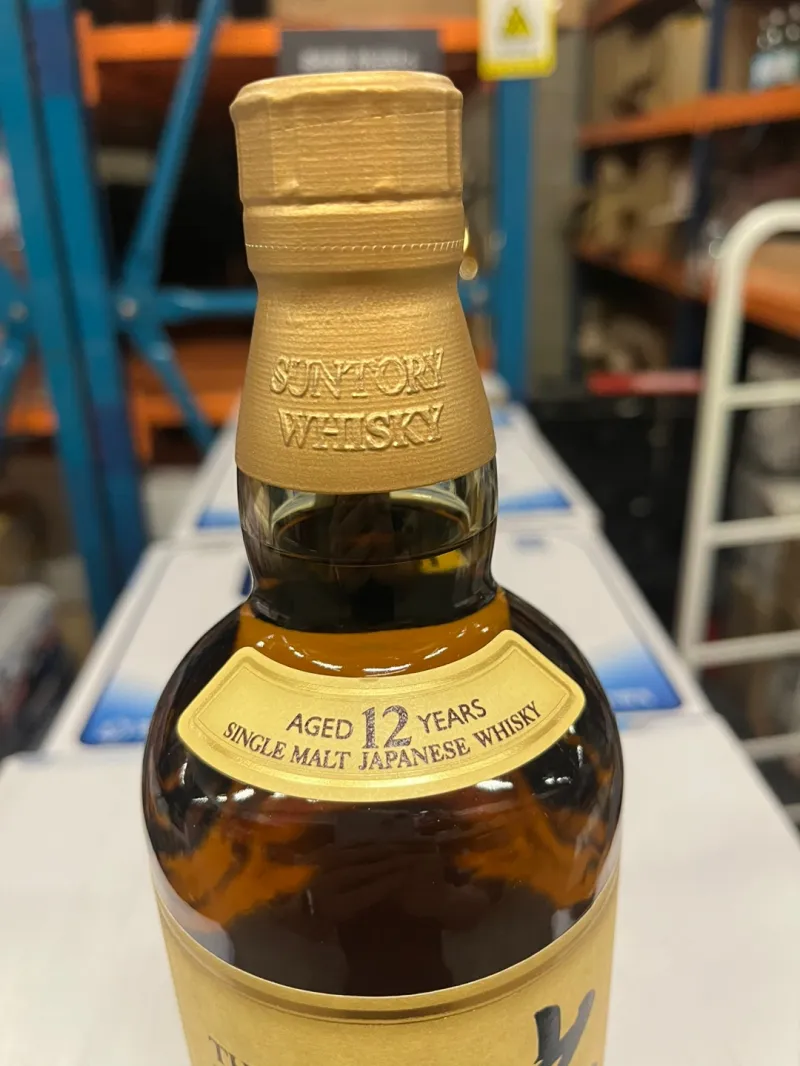 SUNTORY
WHISKY
AGED 12 YEARS
SINGLE MALT JAPANESE WHISKY